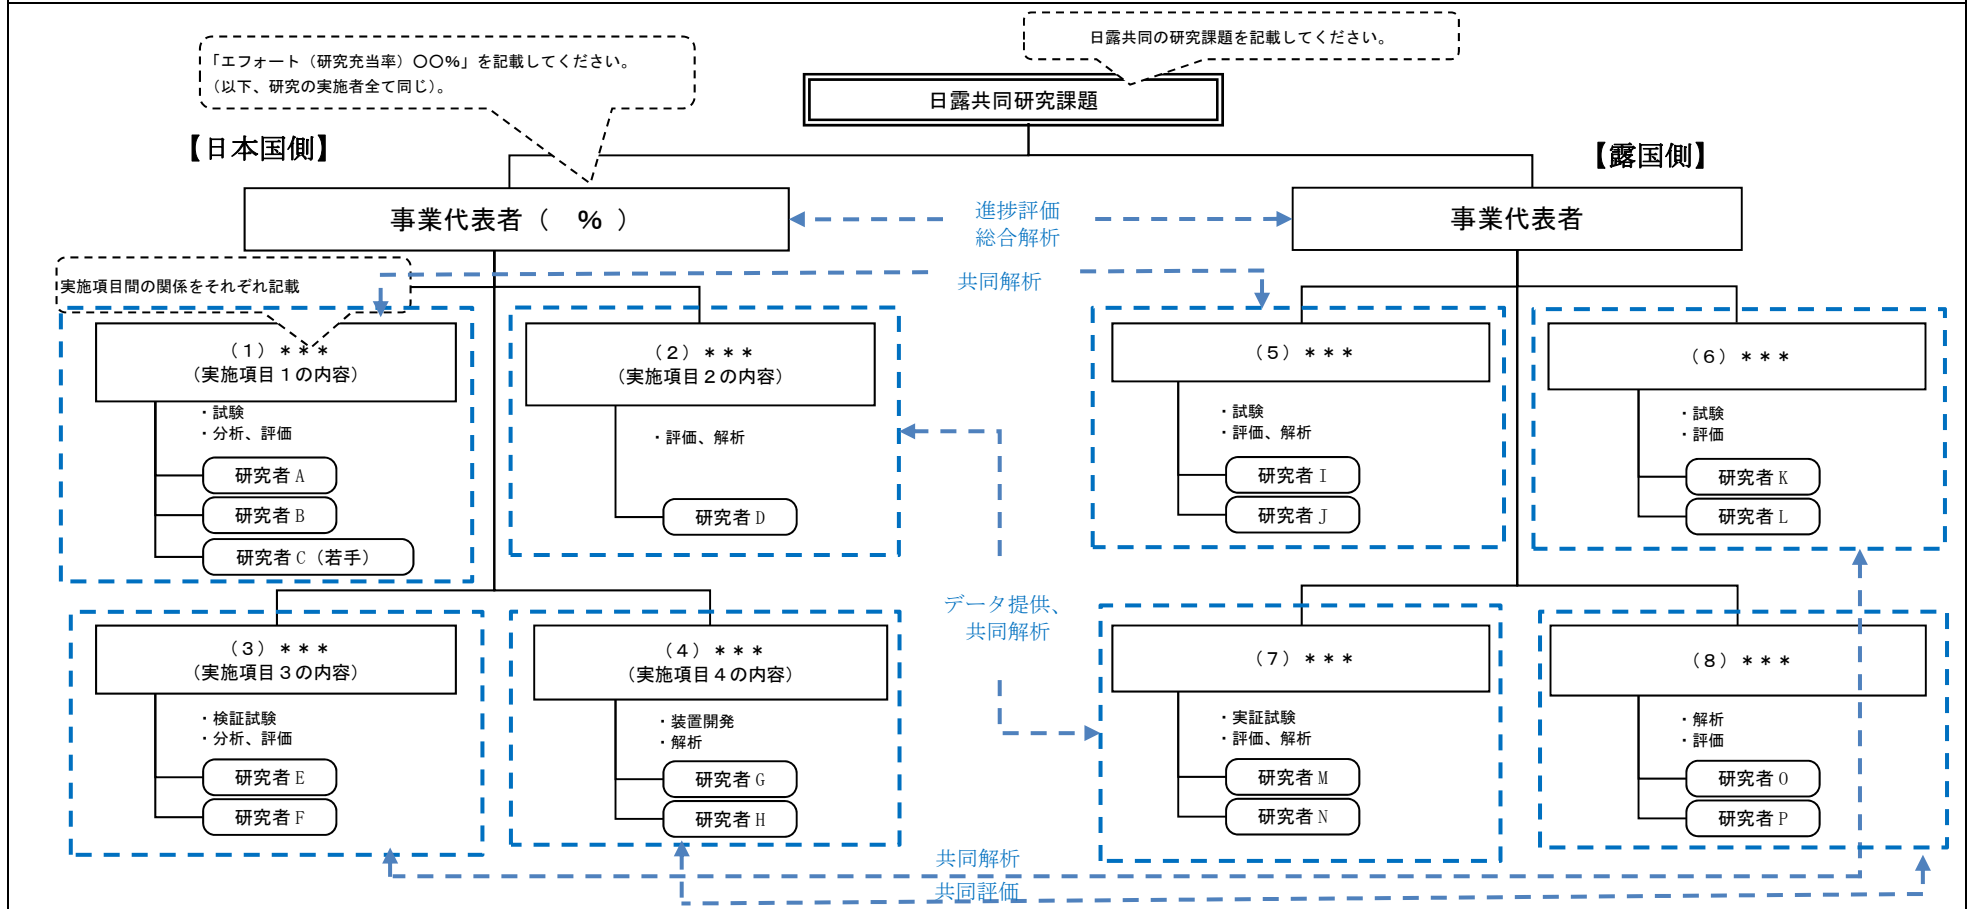 日露共同の研究課題を記載してください。
「エフォート（研究充当率）〇〇%」を記載してください。
（以下、研究の実施者全て同じ）。
日露共同研究課題
【日本国側】
【露国側】
事業代表者（　%　）
進捗評価
総合解析
事業代表者
共同解析
実施項目間の関係をそれぞれ記載
（１）＊＊＊
（実施項目１の内容）
・試験
・分析、評価
研究者 A
研究者 B
研究者 C（若手）
（２）＊＊＊
（実施項目２の内容）
・評価、解析
研究者 D
（５）＊＊＊
・試験
・評価、解析
研究者 I
研究者 J
（６）＊＊＊
・試験
・評価
研究者 K
研究者 L
データ提供、
共同解析
（３）＊＊＊
（実施項目３の内容）
・検証試験
・分析、評価
研究者 E
研究者 F
（４）＊＊＊
（実施項目４の内容）
・装置開発
・解析
研究者 G
研究者 H
（７）＊＊＊
・実証試験
・評価、解析
研究者 M
研究者 N
（８）＊＊＊
・解析
・評価
研究者 O
研究者 P
共同解析
共同評価